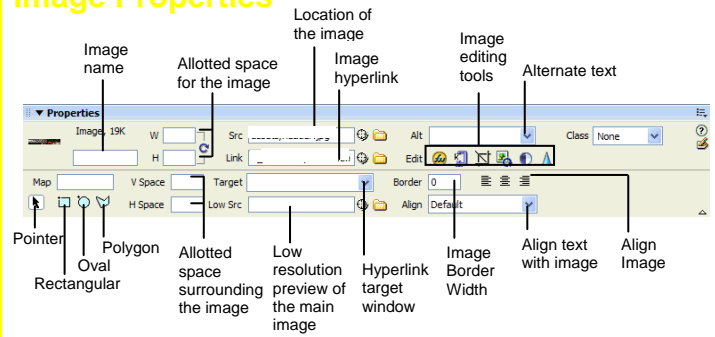 Image Properties
Location of
the image
Image
name
Allotted space
for the image
Image
hyperlink
Image
editing
tools
Alternate text
Properties
Image, 19K
W
Src
Alt
Class
None
H
Link
Edit
Map
V Space
Target
Border
0
H Space
Low Src
Align
Default
Pointer
Rectangular
Oval
Polygon
Allotted
space
surrounding
the image
Low
resolution
preview of
the main
image
Hyperlink
target
window
Image
Border
Width
Align text
with image
Align
Image